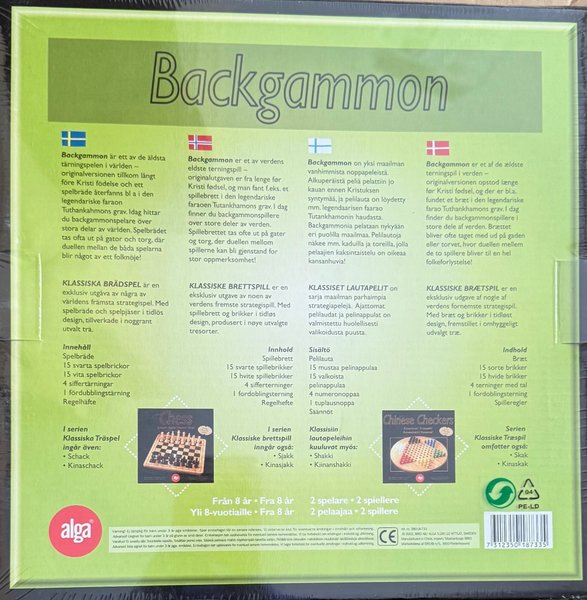 Backgammon
Backgammon är ett av de äldsta
tärningspelen i världen –
originalversionen tillkom långt
före Kristi födelse och ett
spelbräde återfanns bl a i den
legendariske faraon
Tuthankahmons grav. Idag hittar
du backgammonspelare över
stora delar av världen. Spelbrädet
tas ofta ut på gator och torg, där
duellen mellan de båda spelarna
blir något av ett folknöje!
KLASSISKA BRÄDSPEL är en
exklusiv utgåva av några av
världens främsta strategispel. Med
spelbräde och spelpjäser i tidlös
design, tillverkade i noggrant
utvalt trä.
Innehåll
Spelbräde
15 svarta spelbrickor
15 vita spelbrickor
4 siffertärningar
1 fördubblingstärning
Regelhäfte
I serien
Klassiska Träspel
ingår även:
• Schack
• Kinaschack
Backgammon er et av verdens
eldste terningspill –
originalutgaven er fra lenge før
Kristi fødsel, og man fant f.eks. et
spillebrett i den legendariske
faraoen
Tuthankhamons grav. I dag
finner du backgammonspillere
over store deler av verden.
Spillebrettet tas ofte ut på gater
og torg, der duellen mellom
spillerne kan bli gjenstand for
stor oppmerksomhet!
KLASSISKE BRETTSPILL er en
eksklusiv utgave av noen av
verdens fornemste strategispill. Med
spillebrett og brikker i tidløs
design, produsert i nøye utvalgte
tresorter.
Innhold
Spillebrett
15 svarte spillebrikker
15 hvite spillebrikker
4 sifferterninger
1 fordoblingsterning
Regelhefte
I serien
Klassiske brettspill
inngår også:
• Sjakk
• Kinasjakk
Backgammon on yksi maailman
vanhimmista noppapeleistä.
Alkuperäistä peliä pelattiin jo
kauan ennen Kristuksen
syntymää, ja pelilauta on löydetty
mm. legendaarisen faarao
Tutankhamonin haudasta.
Backgammonia pelataan nykyään
eri puolilla maailmaa. Pelilautoja
näkee mm. kaduilla ja toreilla, jolla
pelaajien kaksintaistelu on oikeaa
kansanhuvia!
KLASSISET LAUTAPELIT on
sarja maailman parhaimpia
strategiapelejä. Ajattomat
pelilaudat ja pelinappulat on
valmistettu huolellisesti
valikoidusta puusta.
Sisältö
Pelilauta
15 mustaa pelinappulaa
15 valkoista
pelinappulaa
4 numeronoppaa
1 tuplausnoppa
Säännöt
Klassisiin
lautapeleihin
kuuluvat myös:
• Shakki
• Kiinanshakki
Backgammon er et af de ældste
terningspil i verden –
originalversionen opstod længe
før Kristi fødsel, og der er bl.a.
fundet et bræt i den legendariske
farao Tuthankhamons grav. I dag
finder du backgammonspillere i
store dele af verden. Brættet
bliver ofte taget med ud på gaden
eller torvet, hvor duellen mellem
de to spillere bliver til en hel
folkeforlystelse!
KLASSISKE BRÆTSPIL er en
eksklusiv udgave af nogle af
verdens fornemste strategispil.
Med bræt og brikker i tidløst
design, fremstillet i omhyggeligt
udvalgt træ.
Indhold
Bræt
15 sorte brikker
15 hvide brikker
4 terninger med tal
1 fordoblingsterning
Spilleregler
I serien
Klassiske Træspil
omfatter også:
• Skak
• Kinaskak
Chess
Chinese Checkers
Från 8 år • Fra 8 år
Yli 8-vuotiaille • Fra 8 år
2 spelare • 2 spillere
2 pelaajaa • 2 spillere
alga
CE
04
PE-LD
7 312350 187335